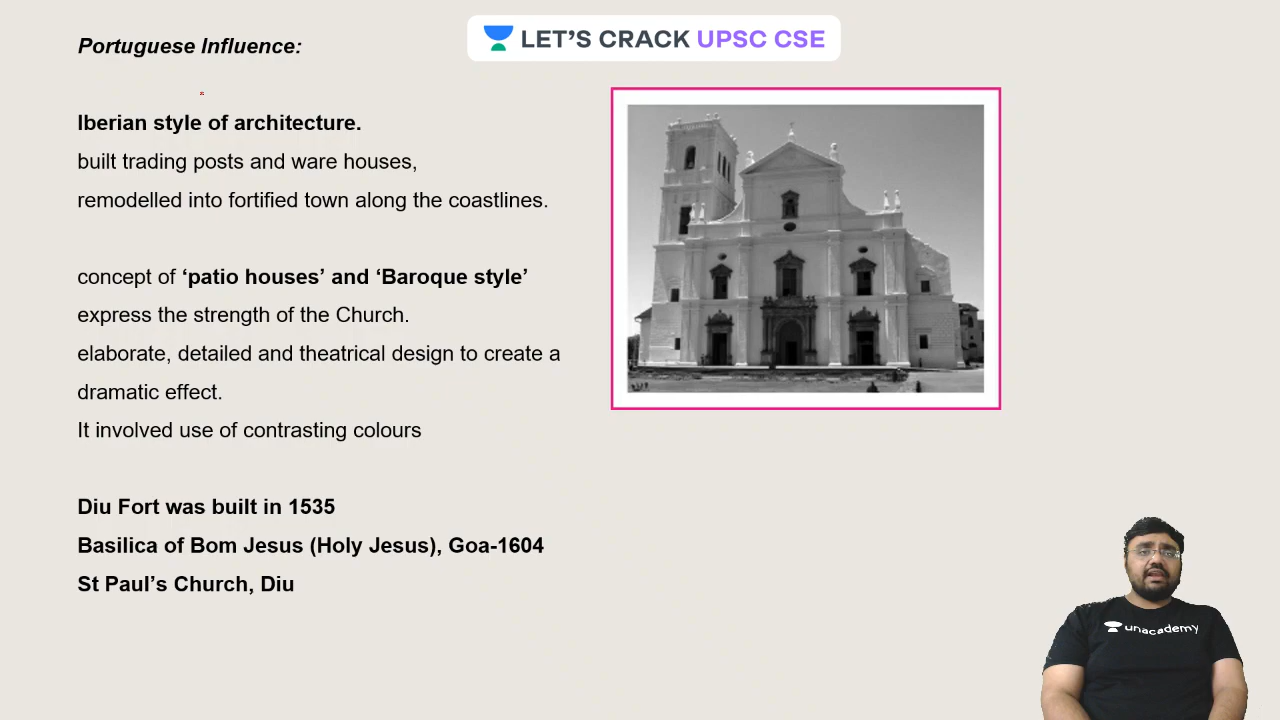 Portuguese Influence:
LET'S CRACK UPSC CSE
Iberian style of architecture.
built trading posts and ware houses,
remodelled into fortified town along the coastlines.
concept of ‘patio houses’ and ‘Baroque style’
express the strength of the Church.
elaborate, detailed and theatrical design to create a
dramatic effect.
It involved use of contrasting colours
Diu Fort was built in 1535
Basilica of Bom Jesus (Holy Jesus), Goa-1604
St Paul’s Church, Diu
unacademy